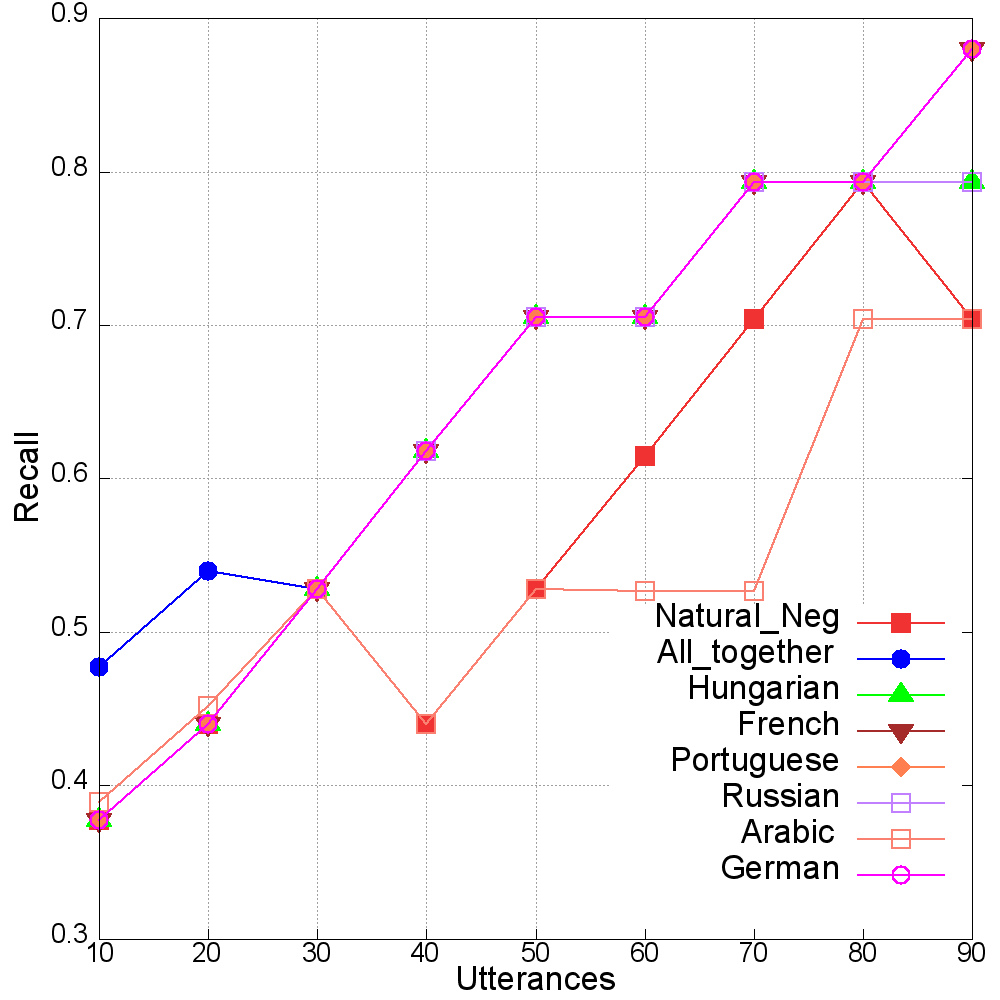 0.9
0.8
0.7
0.6
0.5
0.4
0.3
Recall
Natural_Neg
All_together
Hungarian
French
Portuguese
Russian
Arabic
German
10 20 30 40 50 60 70 80 90
Utterances